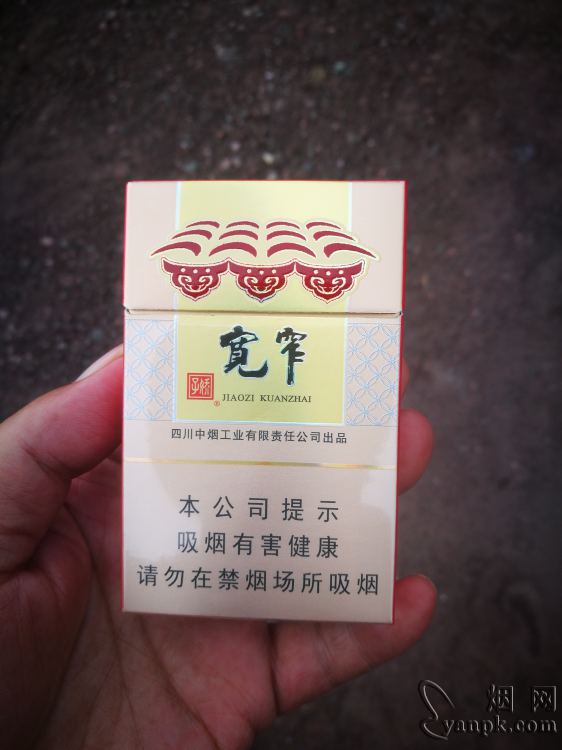 宽窄
娇子
® JIAOZI KUANZHAI
四川中烟工业有限责任公司出品
本公司提示
吸烟有害健康
请勿在禁烟场所吸烟
烟网
yanpk.com